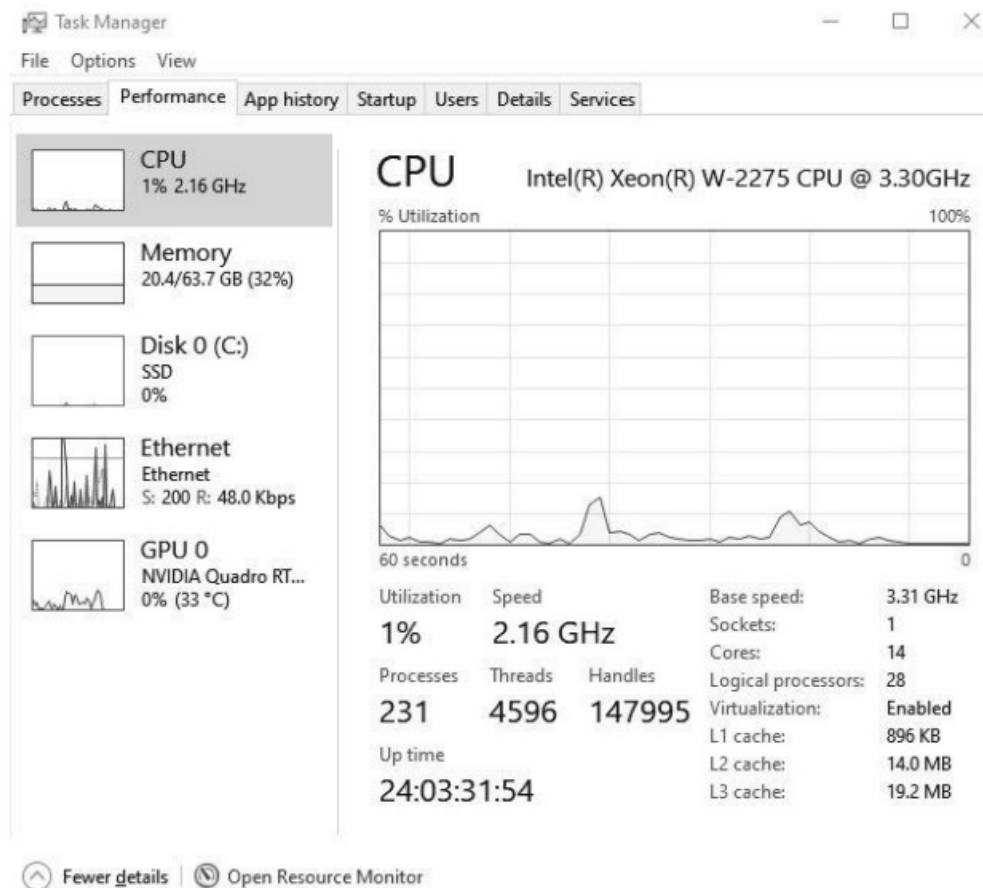 Task Manager
File Options View
Processes Performance App history Startup Users Details Services
CPU
1% 2.16 GHz
Memory
20.4/63.7 GB (32%)
Disk 0 (C:)
SSD
0%
Ethernet
Ethernet
S: 200 R: 48.0 Kbps
GPU 0
NVIDIA Quadro RT...
0% (33 °C)
CPU Intel(R) Xeon(R) W-2275 CPU @ 3.30GHz
% Utilization 100%
60 seconds 0
Utilization Speed
1% 2.16 GHz
Processes Threads Handles
231 4596 147995
Up time
24:03:31:54
Base speed: 3.31 GHz
Sockets: 1
Cores: 14
Logical processors: 28
Virtualization: Enabled
L1 cache: 896 KB
L2 cache: 14.0 MB
L3 cache: 19.2 MB
Fewer details Open Resource Monitor